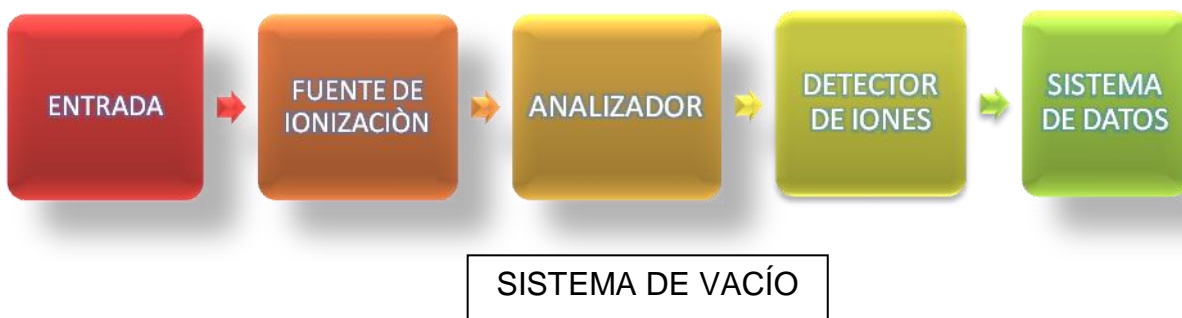 ENTRADA
FUENTE DE
IONIZACIÒN
ANALIZADOR
DETECTOR
DE IONES
SISTEMA
DE DATOS
SISTEMA DE VACÍO